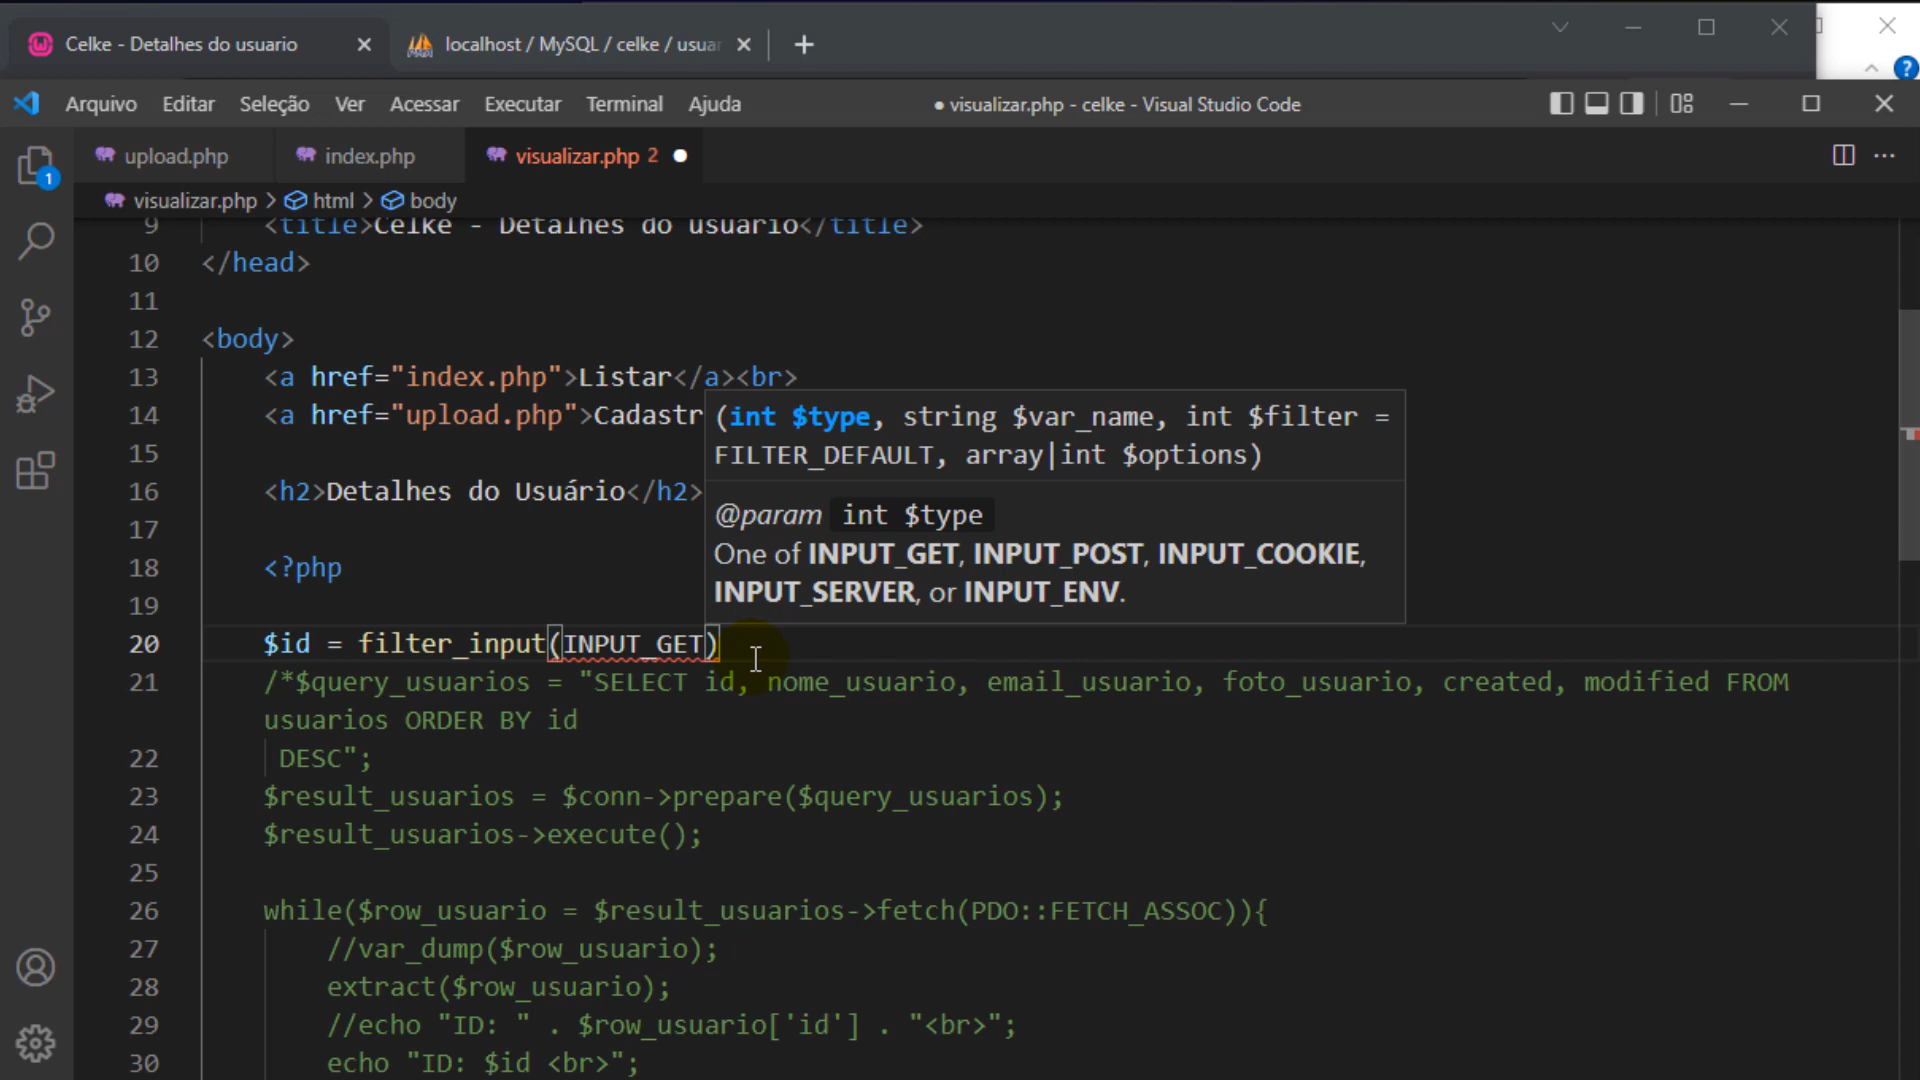 Celke - Detalhes do usuario
localhost / MySQL / celke / usuar
Arquivo Editar Seleção Ver Acessar Executar Terminal Ajuda
● visualizar.php - celke - Visual Studio Code
1
upload.php index.php visualizar.php 2
visualizar.php > html > body
9 <title>Celke - Detalhes do usuario</title>
10 </head>
11
12 <body>
13 <a href="index.php">Listar</a><br>
14 <a href="upload.php">Cadastr
(int $type, string $var_name, int $filter =
FILTER_DEFAULT, array|int $options)
@param int $type
One of INPUT_GET, INPUT_POST, INPUT_COOKIE,
INPUT_SERVER, or INPUT_ENV.
15
16 <h2>Detalhes do Usuário</h2>
17
18 <?php
19
20 $id = filter_input(INPUT_GET)
21 /*$query_usuarios = "SELECT id, nome_usuario, email_usuario, foto_usuario, created, modified FROM
usuarios ORDER BY id
22 DESC";
23 $result_usuarios = $conn->prepare($query_usuarios);
24 $result_usuarios->execute();
25
26 while($row_usuario = $result_usuarios->fetch(PDO::FETCH_ASSOC)){
27 //var_dump($row_usuario);
28 extract($row_usuario);
29 //echo "ID: " . $row_usuario['id'] . "<br>";
30 echo "ID: $id <br>";